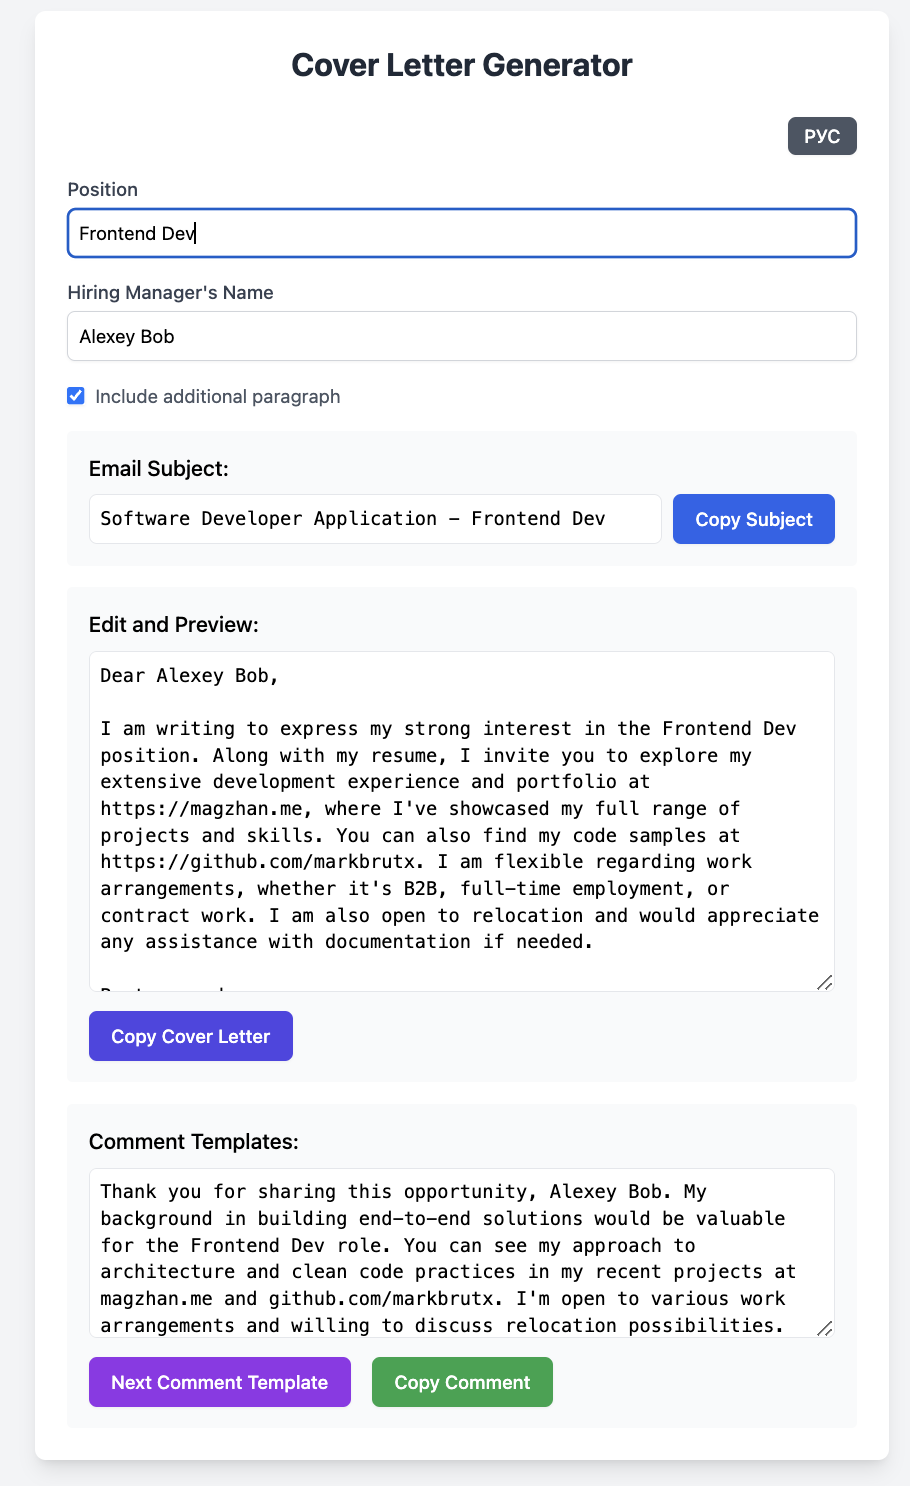 Cover Letter Generator
РУС
Position
Frontend Dev
Hiring Manager's Name
Alexey Bob
Include additional paragraph
Email Subject:
Software Developer Application - Frontend Dev
Copy Subject
Edit and Preview:
Dear Alexey Bob,
I am writing to express my strong interest in the Frontend Dev
position. Along with my resume, I invite you to explore my
extensive development experience and portfolio at
https://magzhan.me, where I've showcased my full range of
projects and skills. You can also find my code samples at
https://github.com/markbrutx. I am flexible regarding work
arrangements, whether it's B2B, full-time employment, or
contract work. I am also open to relocation and would appreciate
any assistance with documentation if needed.
Copy Cover Letter
Comment Templates:
Thank you for sharing this opportunity, Alexey Bob. My
background in building end-to-end solutions would be valuable
for the Frontend Dev role. You can see my approach to
architecture and clean code practices in my recent projects at
magzhan.me and github.com/markbrutx. I'm open to various work
arrangements and willing to discuss relocation possibilities.
Next Comment Template
Copy Comment